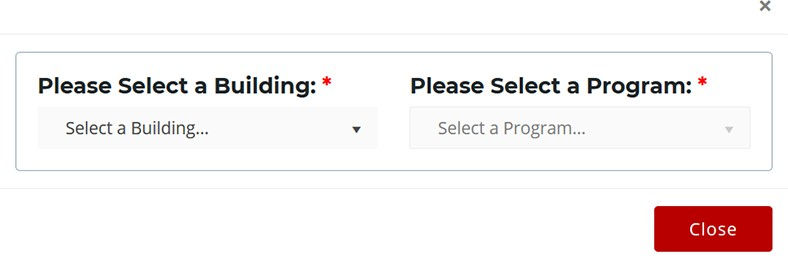 ×
Please Select a Building: * Please Select a Program: *
Select a Building... Select a Program...
Close